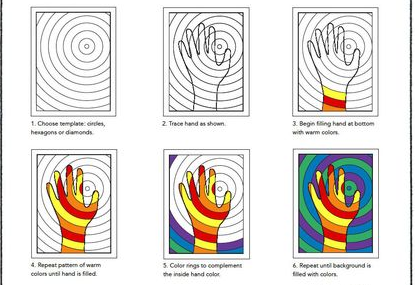 1. Choose template: circles,
hexagons or diamonds.
2. Trace hand as shown.
3. Begin filling hand at bottom
with warm colors.
4. Repeat pattern of warm
colors until hand is filled.
5. Color rings to complement
the inside hand color.
6. Repeat until background is
filled with colors.